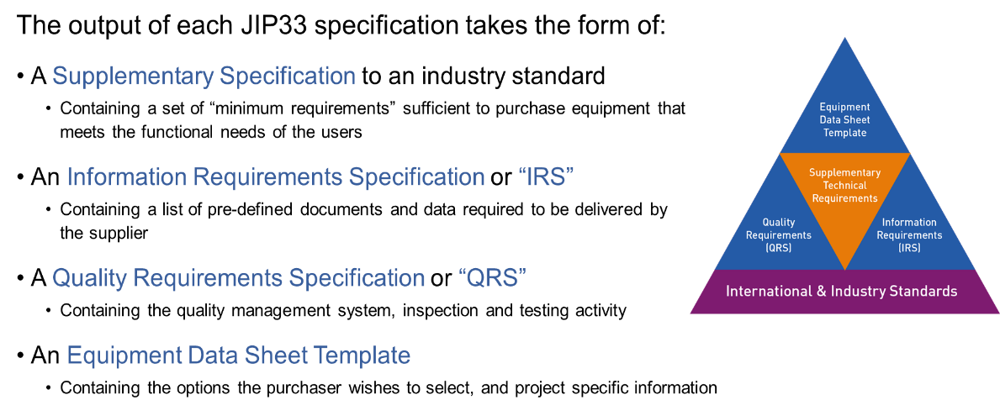 The output of each JIP33 specification takes the form of:
• A Supplementary Specification to an industry standard
• Containing a set of “minimum requirements” sufficient to purchase equipment that
meets the functional needs of the users
• An Information Requirements Specification or “IRS”
• Containing a list of pre-defined documents and data required to be delivered by
the supplier
• A Quality Requirements Specification or “QRS”
• Containing the quality management system, inspection and testing activity
• An Equipment Data Sheet Template
• Containing the options the purchaser wishes to select, and project specific information
Equipment
Data Sheet
Template
Supplementary
Technical
Requirements
Quality
Requirements
(QRS)
Information
Requirements
(IRS)
International & Industry Standards